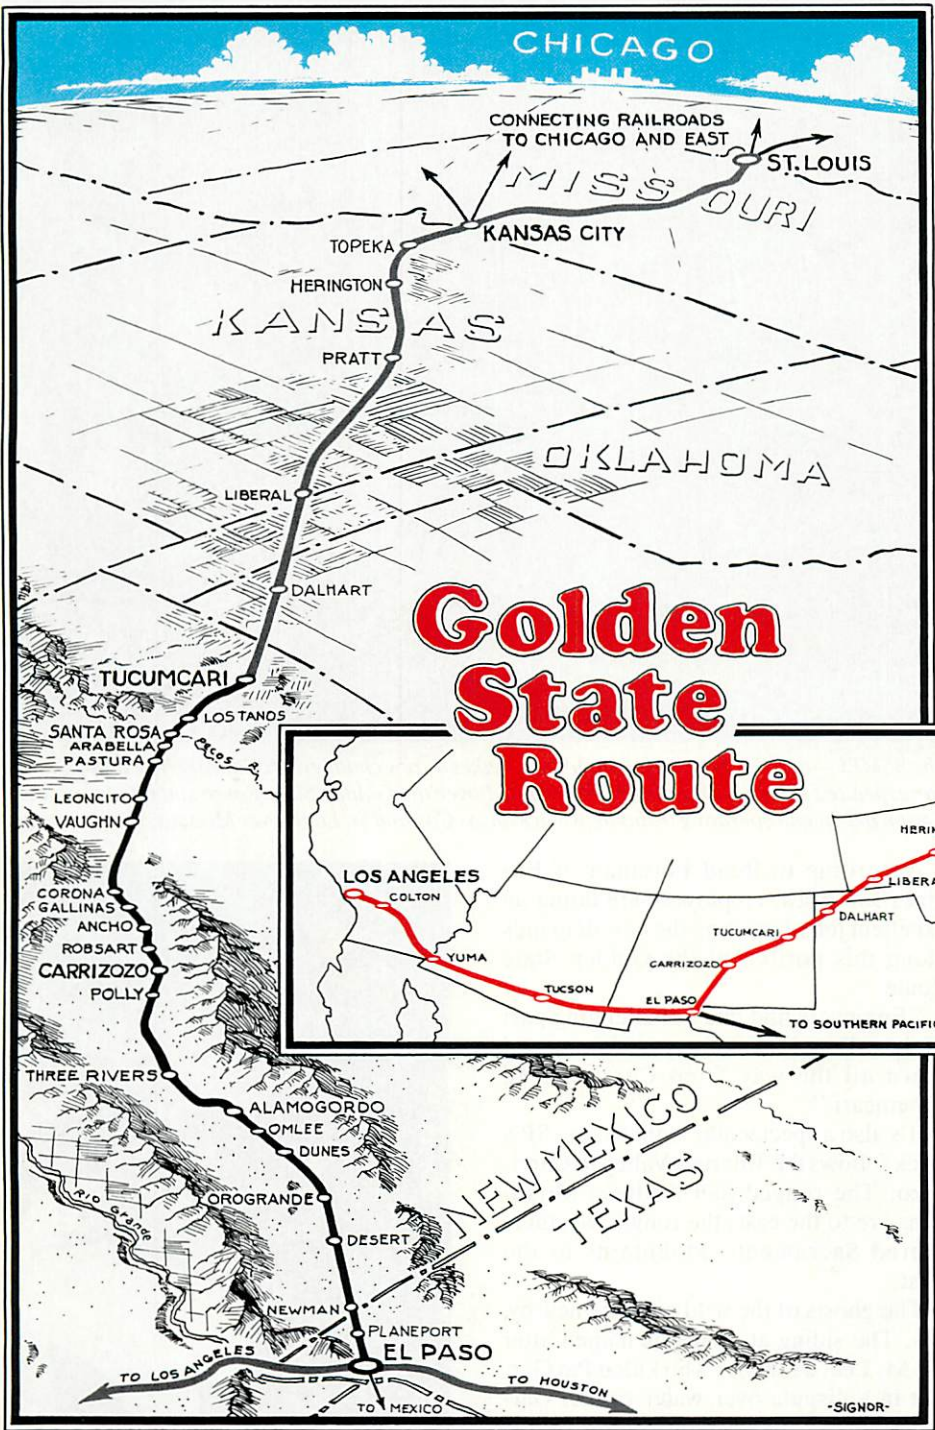 CHICAGO
CONNECTING RAILROADS
TO CHICAGO AND EAST
ST. LOUIS
MISSOURI
KANSAS CITY
TOPEKA
HERINGTON
KANSAS
PRATT
OKLAHOMA
LIBERAL
DALHART
Golden
State
Route
TUCUMCARI
LOS TANOS
SANTA ROSA
ARABELLA
PASTURA
PECOS R.
LEONCITO
VAUGHN
CORONA
GALLINAS
ANCHO
ROBSART
CARRIZOZO
POLLY
THREE RIVERS
ALAMOGORDO
OMLEE
DUNES
OROGRANDE
DESERT
NEWMAN
PLANEPORT
EL PASO
RIO
Grande
NEW MEXICO
TEXAS
TO LOS ANGELES
TO HOUSTON
TO MEXICO
-SIGNOR-
LOS ANGELES
COLTON
YUMA
TUCSON
EL PASO
CARRIZOZO
TUCUMCARI
DALHART
LIBERA
HERIN
TO SOUTHERN PACIFIC